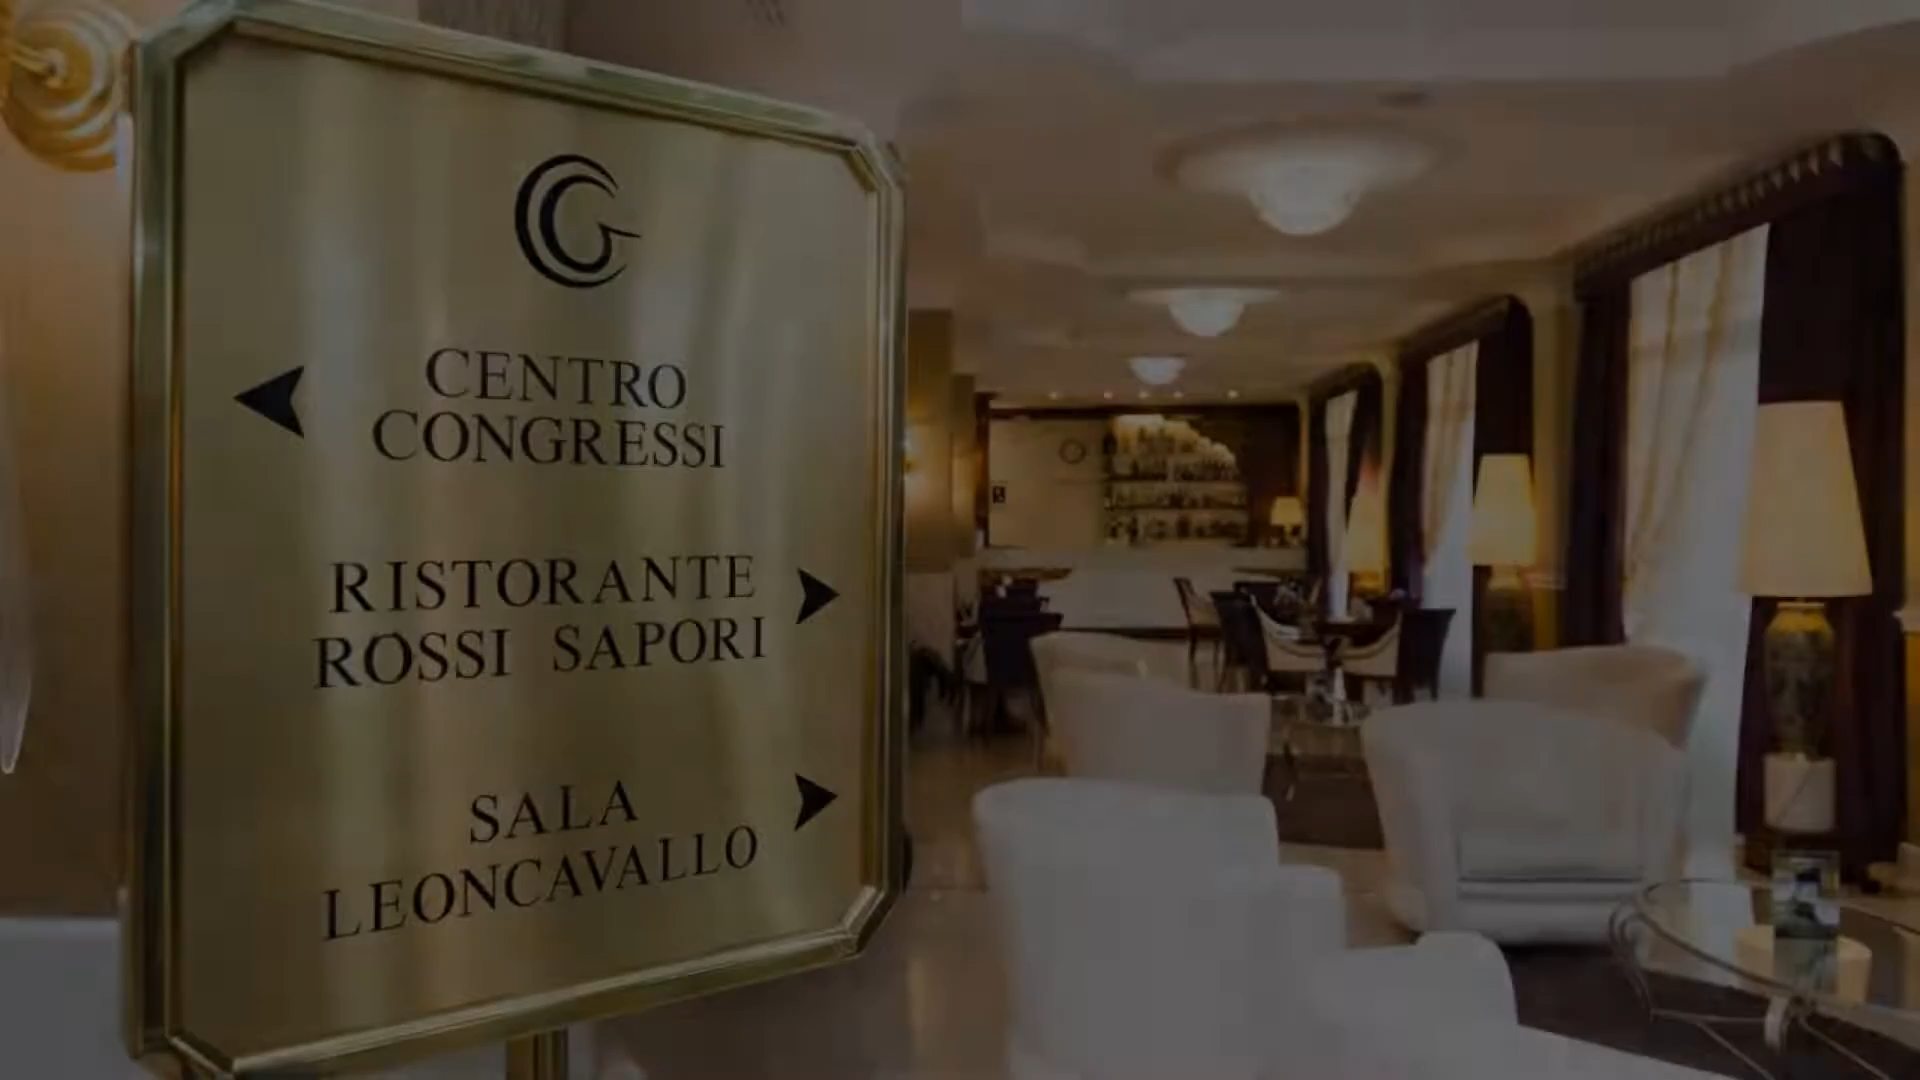 CENTRO
CONGRESSI
RISTORANTE
ROSSI SAPORI
SALA
LEONCAVALLO